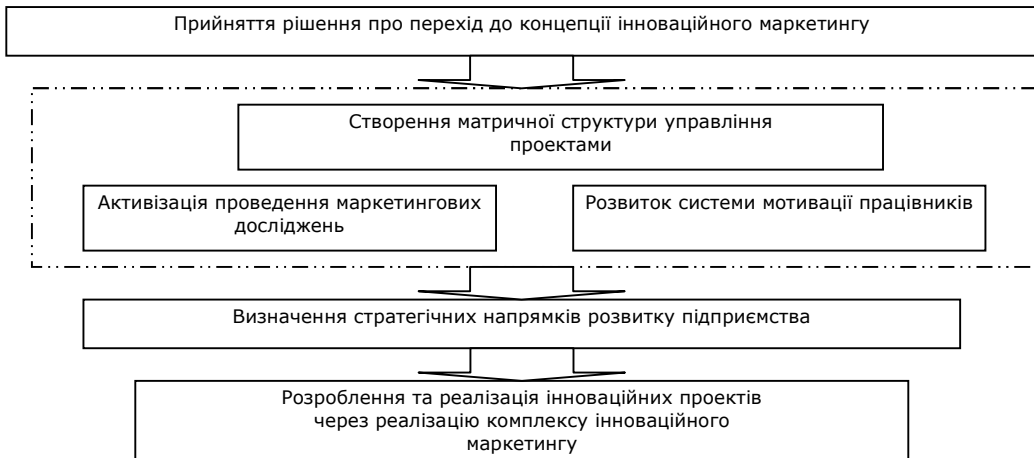 Прийняття рішення про перехід до концепції інноваційного маркетингу
Створення матричної структури управління
проектами
Активізація проведення маркетингових
досліджень
Розвиток системи мотивації працівників
Визначення стратегічних напрямків розвитку підприємства
Розроблення та реалізація інноваційних проектів
через реалізацію комплексу інноваційного
маркетингу